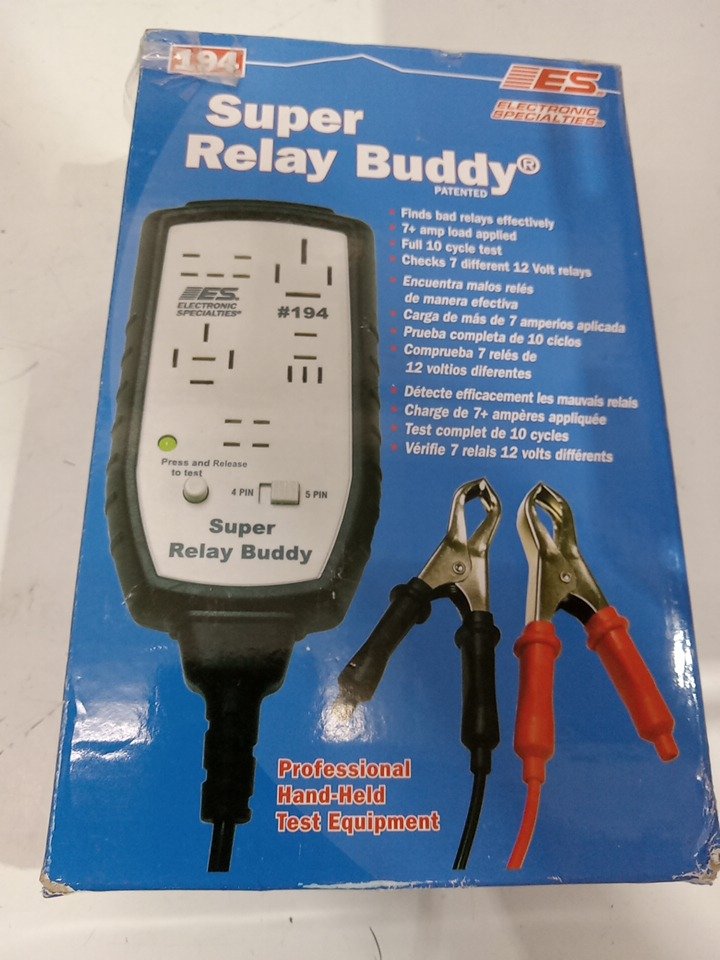 194
ES
ELECTRONIC
SPECIALTIES
Super
Relay Buddy®
PATENTED
Finds bad relays effectively
7+ amp load applied
Full 10 cycle test
Checks 7 different 12 Volt relays
Encuentra malos relés
de manera efectiva
Carga de más de 7 amperios aplicada
Prueba completa de 10 ciclos
Comprueba 7 relés de
12 voltios diferentes
Détecte efficacement les mauvais relais
Charge de 7+ ampères appliquée
Test complet de 10 cycles
Vérifie 7 relais 12 volts différents
ES
ELECTRONIC
SPECIALTIES®
#194
Press and Release
to test
4 PIN
5 PIN
Super
Relay Buddy
Professional
Hand-Held
Test Equipment